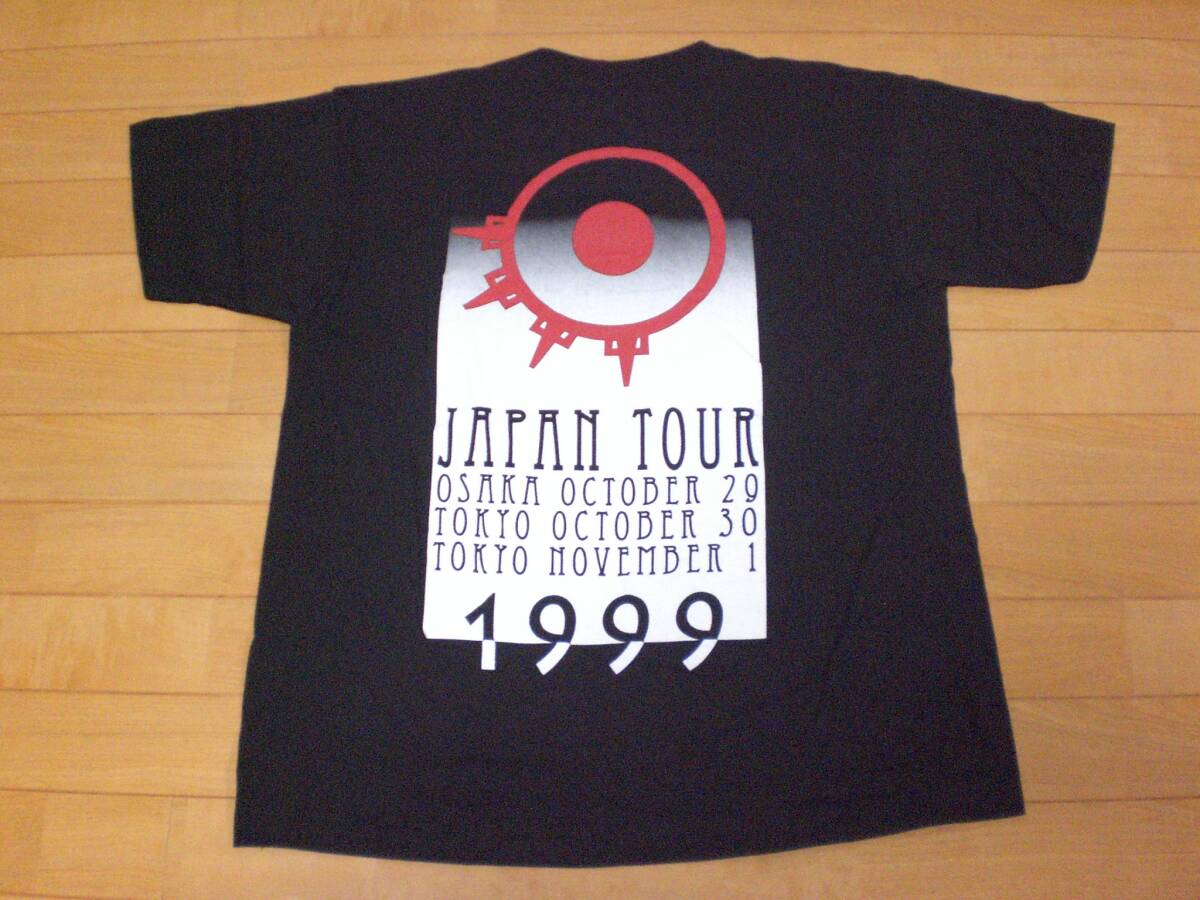 JAPAN TOUR
OSAKA OCTOBER 29
TOKYO OCTOBER 30
TOKYO NOVEMBER 1
1999